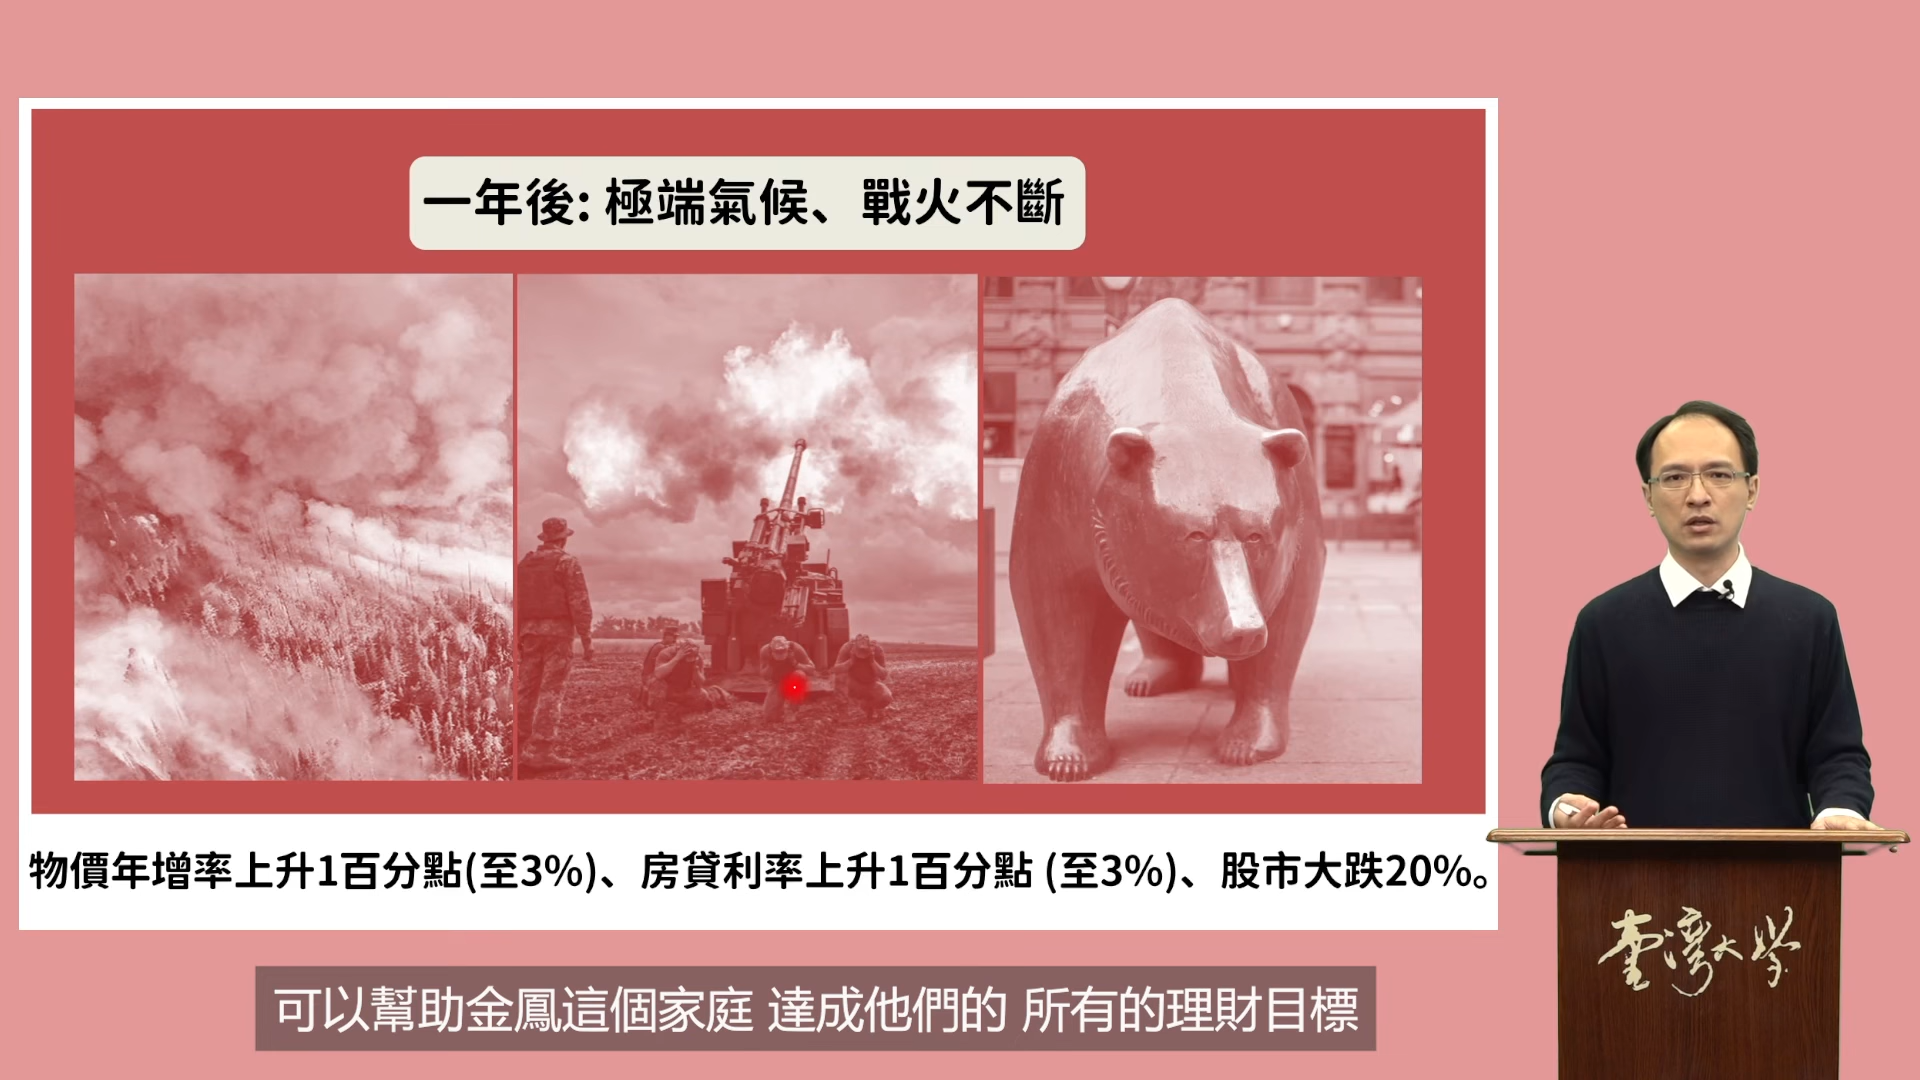 一年後: 極端氣候、戰火不斷
物價年增率上升1百分點(至3%)、房貸利率上升1百分點 (至3%)、股市大跌20%。
臺灣大學
可以幫助金鳳這個家庭 達成他們的 所有的理財目標